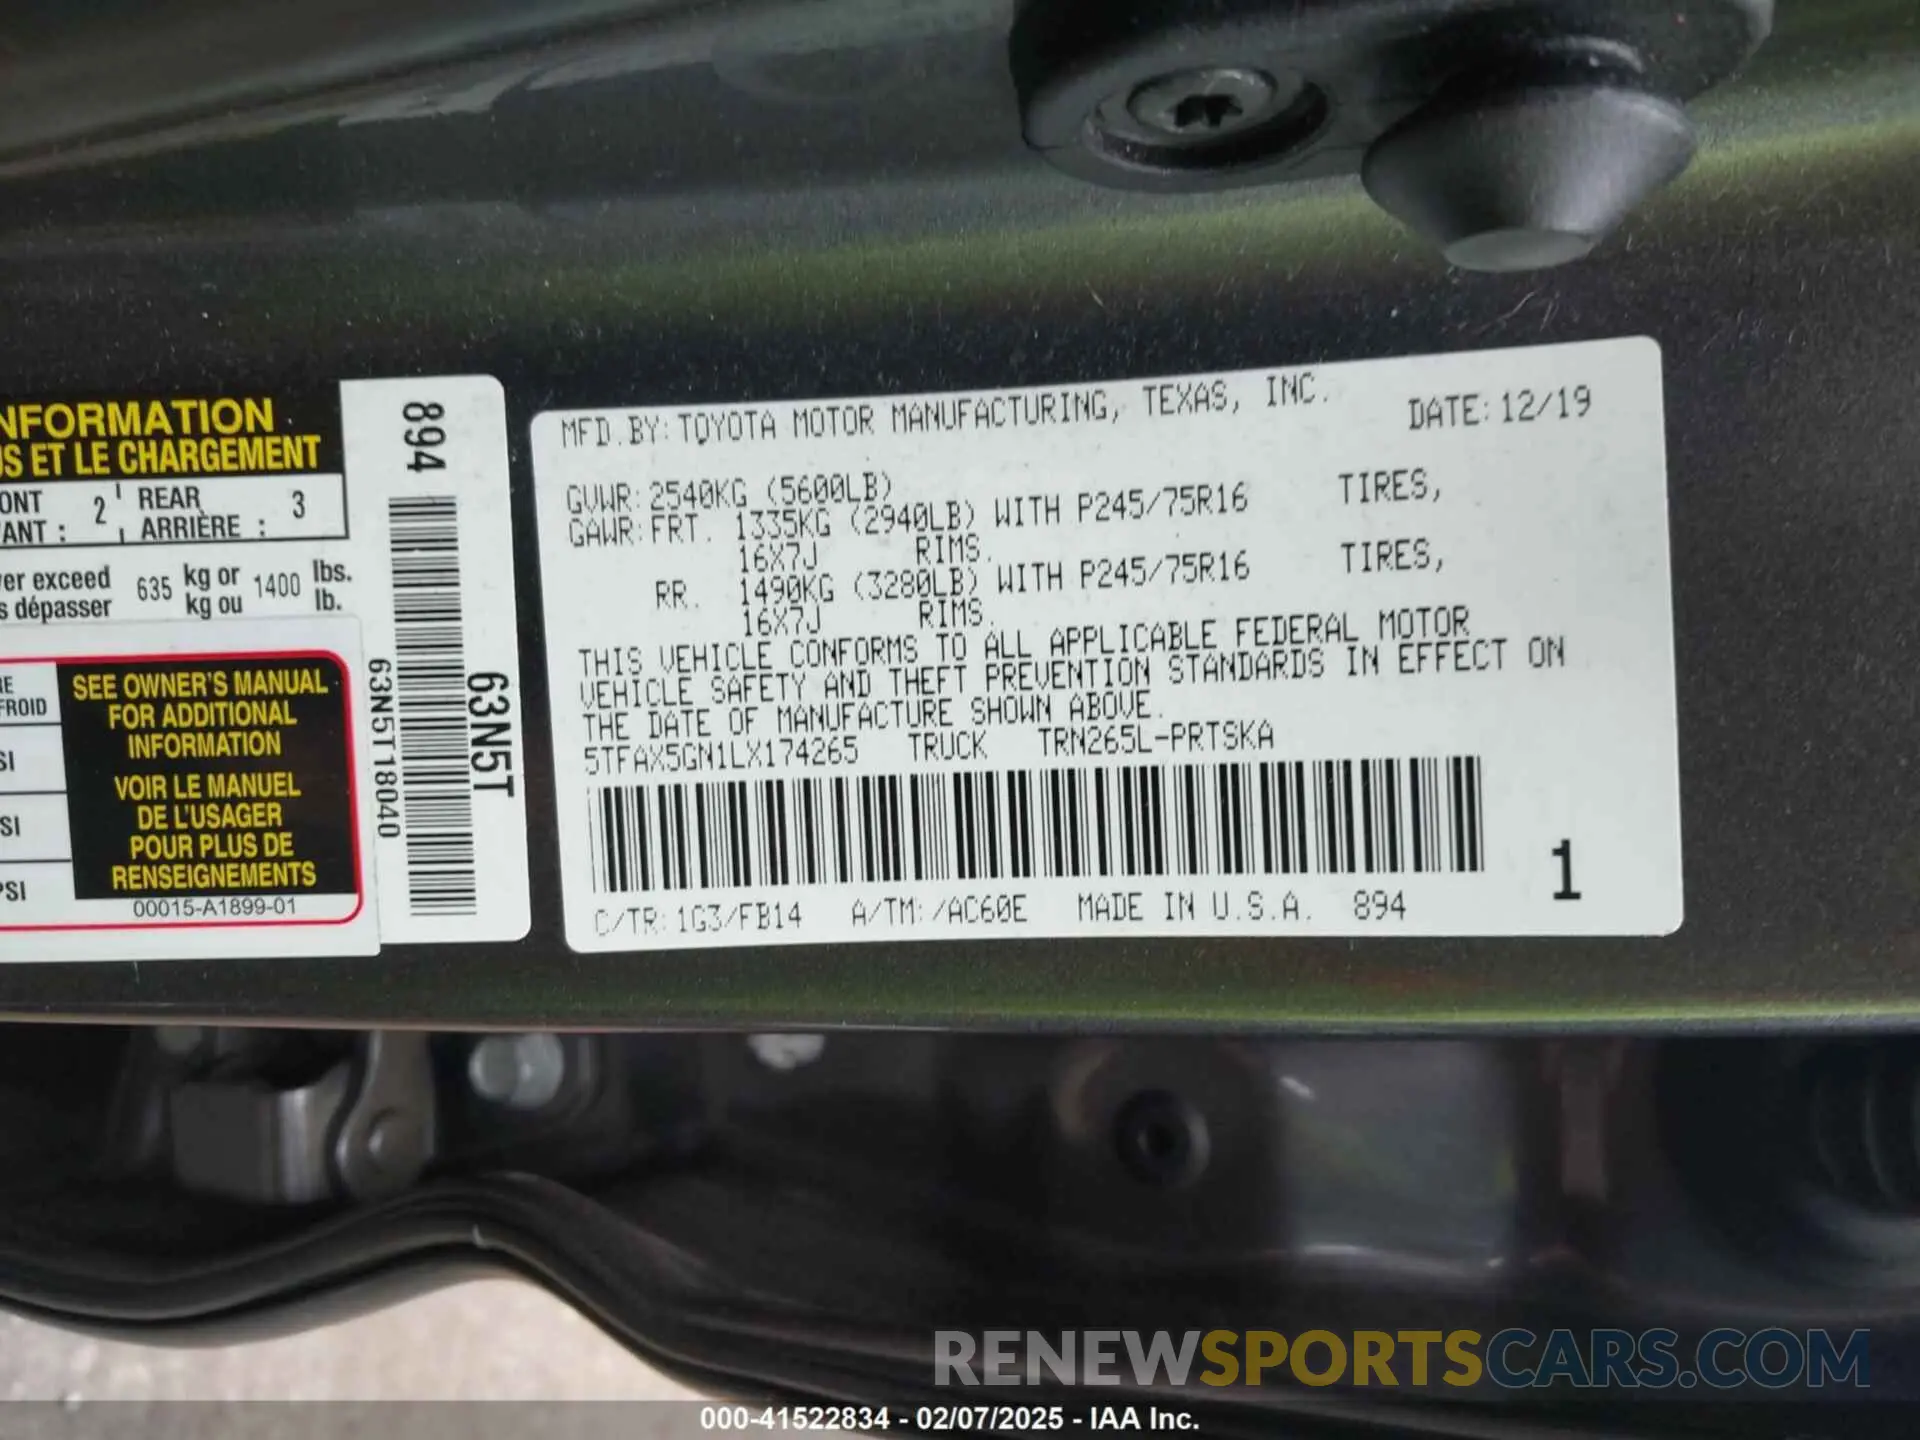 NFORMATION
US ET LE CHARGEMENT
ONT 2 REAR 3
ANT : ARRIÈRE :
er exceed 635 kg or 1400 lbs.
s dépasser kg ou lb.
FROID
SEE OWNER'S MANUAL
FOR ADDITIONAL
INFORMATION
VOIR LE MANUEL
DE L'USAGER
POUR PLUS DE
RENSEIGNEMENTS
SI
SI
PSI
00015-A1899-01
894
63N5T18040
63N5T
MFD.BY:TOYOTA MOTOR MANUFACTURING, TEXAS, INC. DATE:12/19
GVWR:2540KG (5600LB)
GAWR:FRT. 1335KG (2940LB) WITH P245/75R16 TIRES,
16X7J RIMS.
RR. 1490KG (3280LB) WITH P245/75R16 TIRES,
16X7J RIMS.
THIS VEHICLE CONFORMS TO ALL APPLICABLE FEDERAL MOTOR
VEHICLE SAFETY AND THEFT PREVENTION STANDARDS IN EFFECT ON
THE DATE OF MANUFACTURE SHOWN ABOVE.
5TFAX5GN1LX174265 TRUCK TRN265L-PRTSKA
1
C/TR:1G3/FB14 A/TM:/AC60E MADE IN U.S.A. 894
RENEWSPORTSCARS.COM
000-41522834 - 02/07/2025 - IAA Inc.